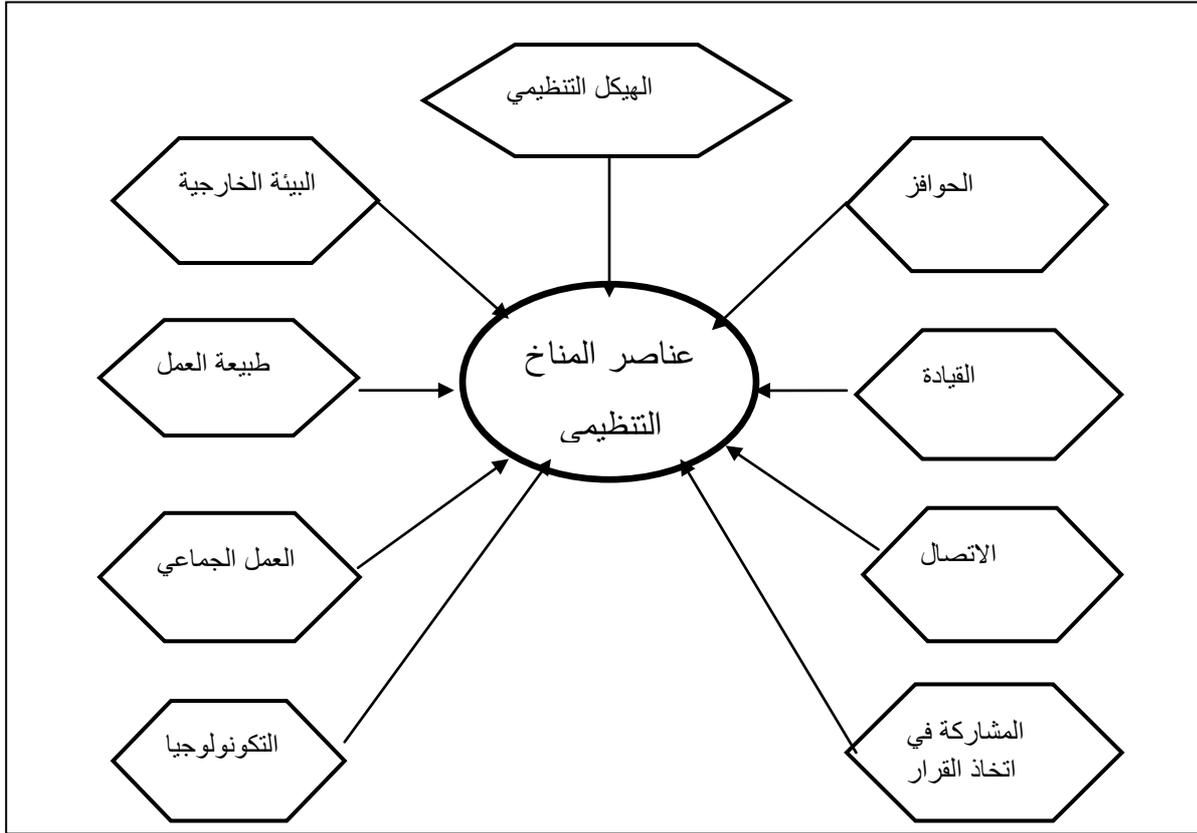 الهيكل التنظيمي
البيئة الخارجية
الحوافز
عناصر المناخ
التنظيمى
طبيعة العمل
القيادة
العمل الجماعي
الاتصال
التكونولوجيا
المشاركة في
اتخاذ القرار